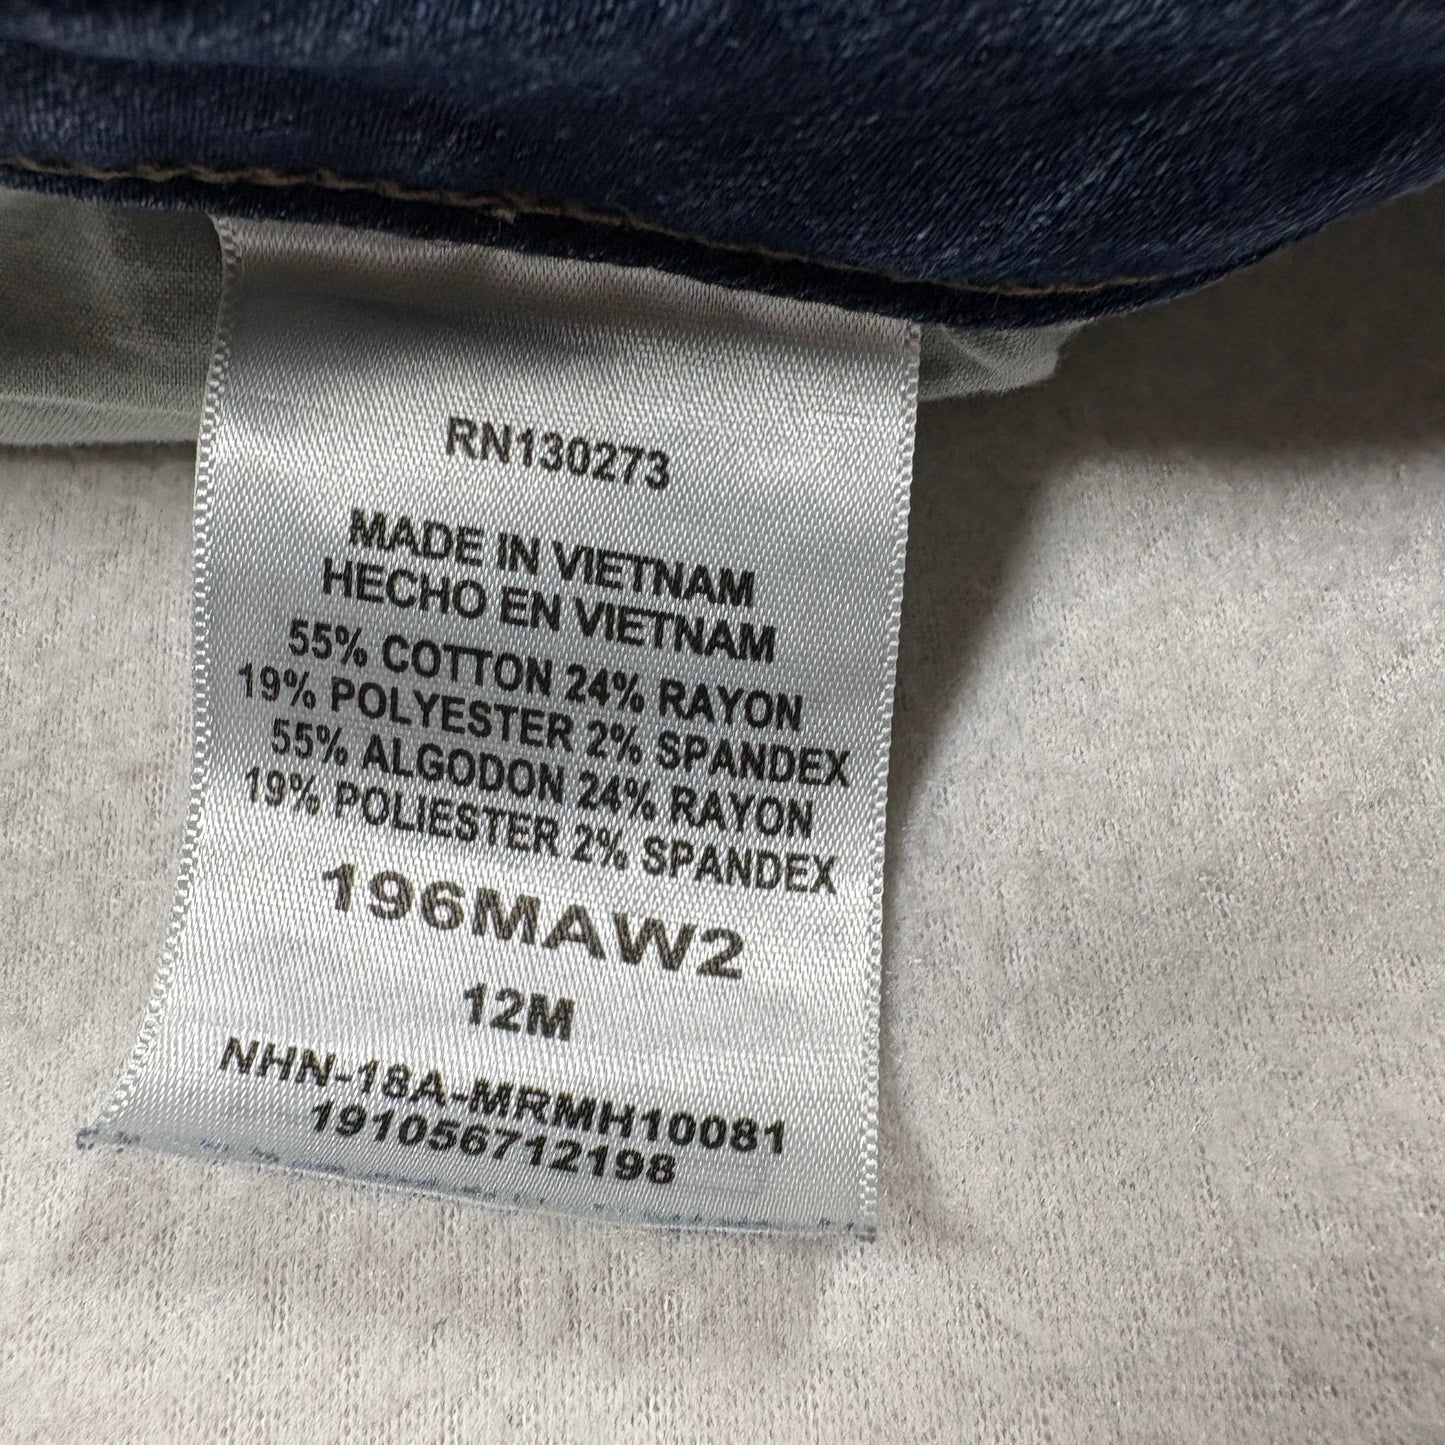 RN130273
MADE IN VIETNAM
HECHO EN VIETNAM
55% COTTON 24% RAYON
19% POLYESTER 2% SPANDEX
55% ALGODON 24% RAYON
19% POLIESTER 2% SPANDEX
196MAW2
12M
NHN-18A-MRMH10081
191056712198